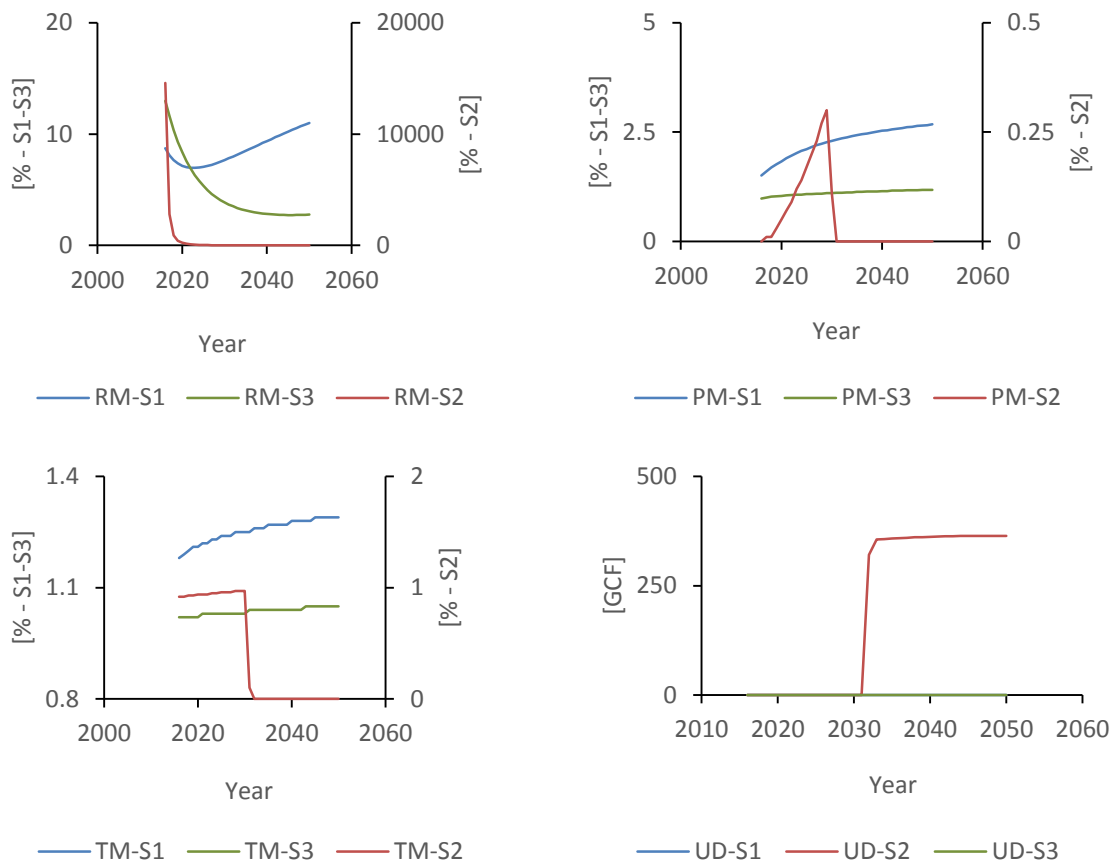 20
20000
10
10000
0
0
2000 2020 2040 2060
[% - S1-S3]
[% - S2]
Year
RM-S1 RM-S3 RM-S2
5
0.5
2.5
0.25
0
0
2000 2020 2040 2060
[% - S1-S3]
[% - S2]
Year
PM-S1 PM-S3 PM-S2
1.4
2
1.1
1
0.8
0
2000 2020 2040 2060
[% - S1-S3]
[% - S2]
Year
TM-S1 TM-S3 TM-S2
500
250
0
2010 2020 2030 2040 2050 2060
[GCF]
Year
UD-S1 UD-S2 UD-S3